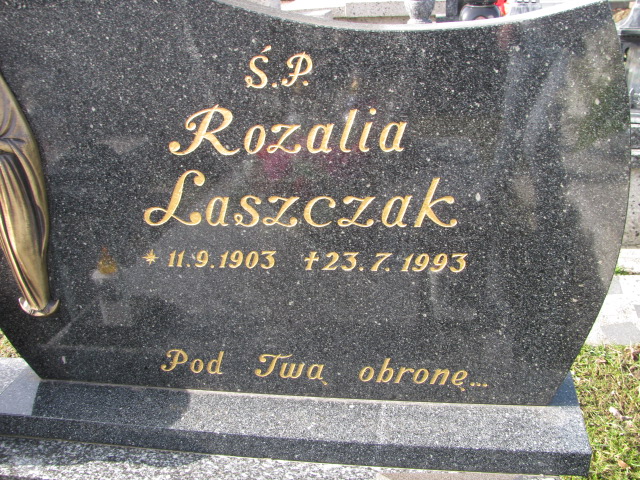 Ś.P.
Rozalia
Laszczak
* 11.9.1903 †23.7.1993
Pod Twą obronę...